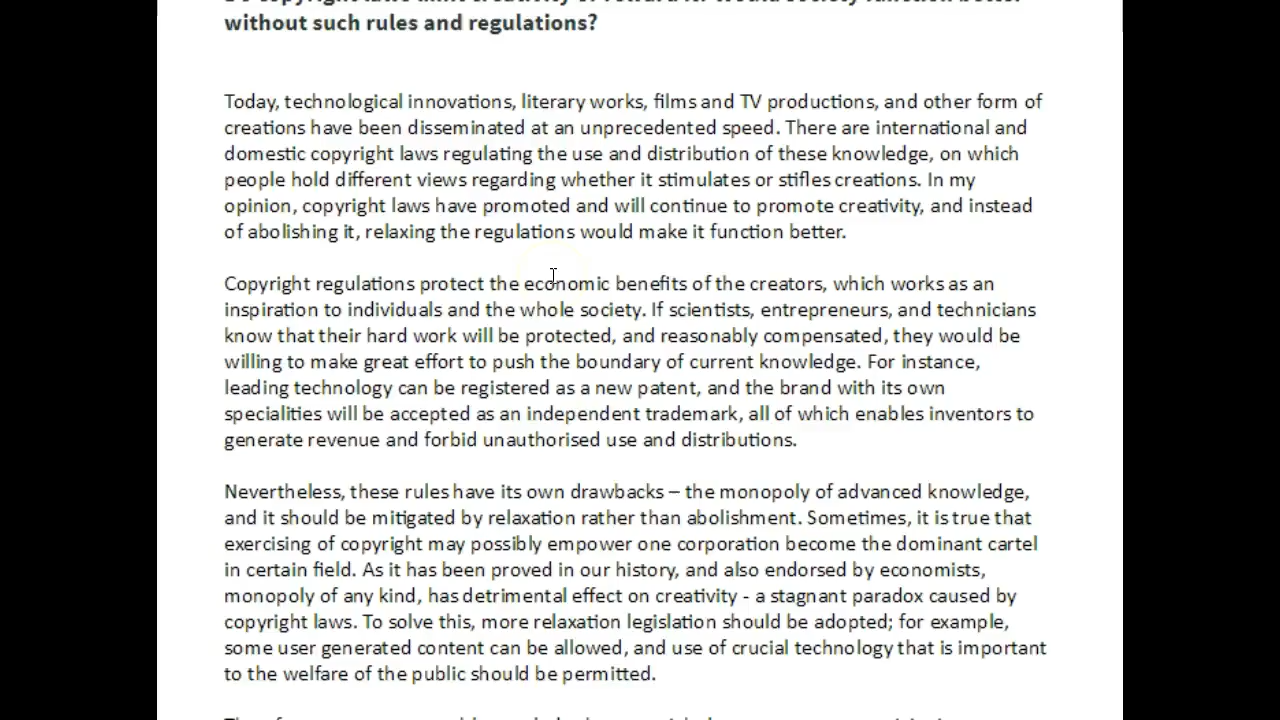 without such rules and regulations?
Today, technological innovations, literary works, films and TV productions, and other form of
creations have been disseminated at an unprecedented speed. There are international and
domestic copyright laws regulating the use and distribution of these knowledge, on which
people hold different views regarding whether it stimulates or stifles creations. In my
opinion, copyright laws have promoted and will continue to promote creativity, and instead
of abolishing it, relaxing the regulations would make it function better.
Copyright regulations protect the economic benefits of the creators, which works as an
inspiration to individuals and the whole society. If scientists, entrepreneurs, and technicians
know that their hard work will be protected, and reasonably compensated, they would be
willing to make great effort to push the boundary of current knowledge. For instance,
leading technology can be registered as a new patent, and the brand with its own
specialities will be accepted as an independent trademark, all of which enables inventors to
generate revenue and forbid unauthorised use and distributions.
Nevertheless, these rules have its own drawbacks – the monopoly of advanced knowledge,
and it should be mitigated by relaxation rather than abolishment. Sometimes, it is true that
exercising of copyright may possibly empower one corporation become the dominant cartel
in certain field. As it has been proved in our history, and also endorsed by economists,
monopoly of any kind, has detrimental effect on creativity - a stagnant paradox caused by
copyright laws. To solve this, more relaxation legislation should be adopted; for example,
some user generated content can be allowed, and use of crucial technology that is important
to the welfare of the public should be permitted.